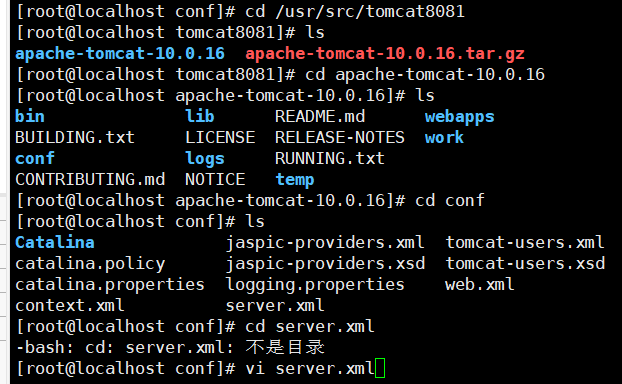 [root@localhost conf]# cd /usr/src/tomcat8081
[root@localhost tomcat8081]# ls
apache-tomcat-10.0.16  apache-tomcat-10.0.16.tar.gz
[root@localhost tomcat8081]# cd apache-tomcat-10.0.16
[root@localhost apache-tomcat-10.0.16]# ls
bin              lib      README.md      webapps
BUILDING.txt     LICENSE  RELEASE-NOTES  work
conf             logs     RUNNING.txt
CONTRIBUTING.md  NOTICE   temp
[root@localhost apache-tomcat-10.0.16]# cd conf
[root@localhost conf]# ls
Catalina             jaspic-providers.xml  tomcat-users.xml
catalina.policy      jaspic-providers.xsd  tomcat-users.xsd
catalina.properties  logging.properties    web.xml
context.xml          server.xml
[root@localhost conf]# cd server.xml
-bash: cd: server.xml: 不是目录
[root@localhost conf]# vi server.xml